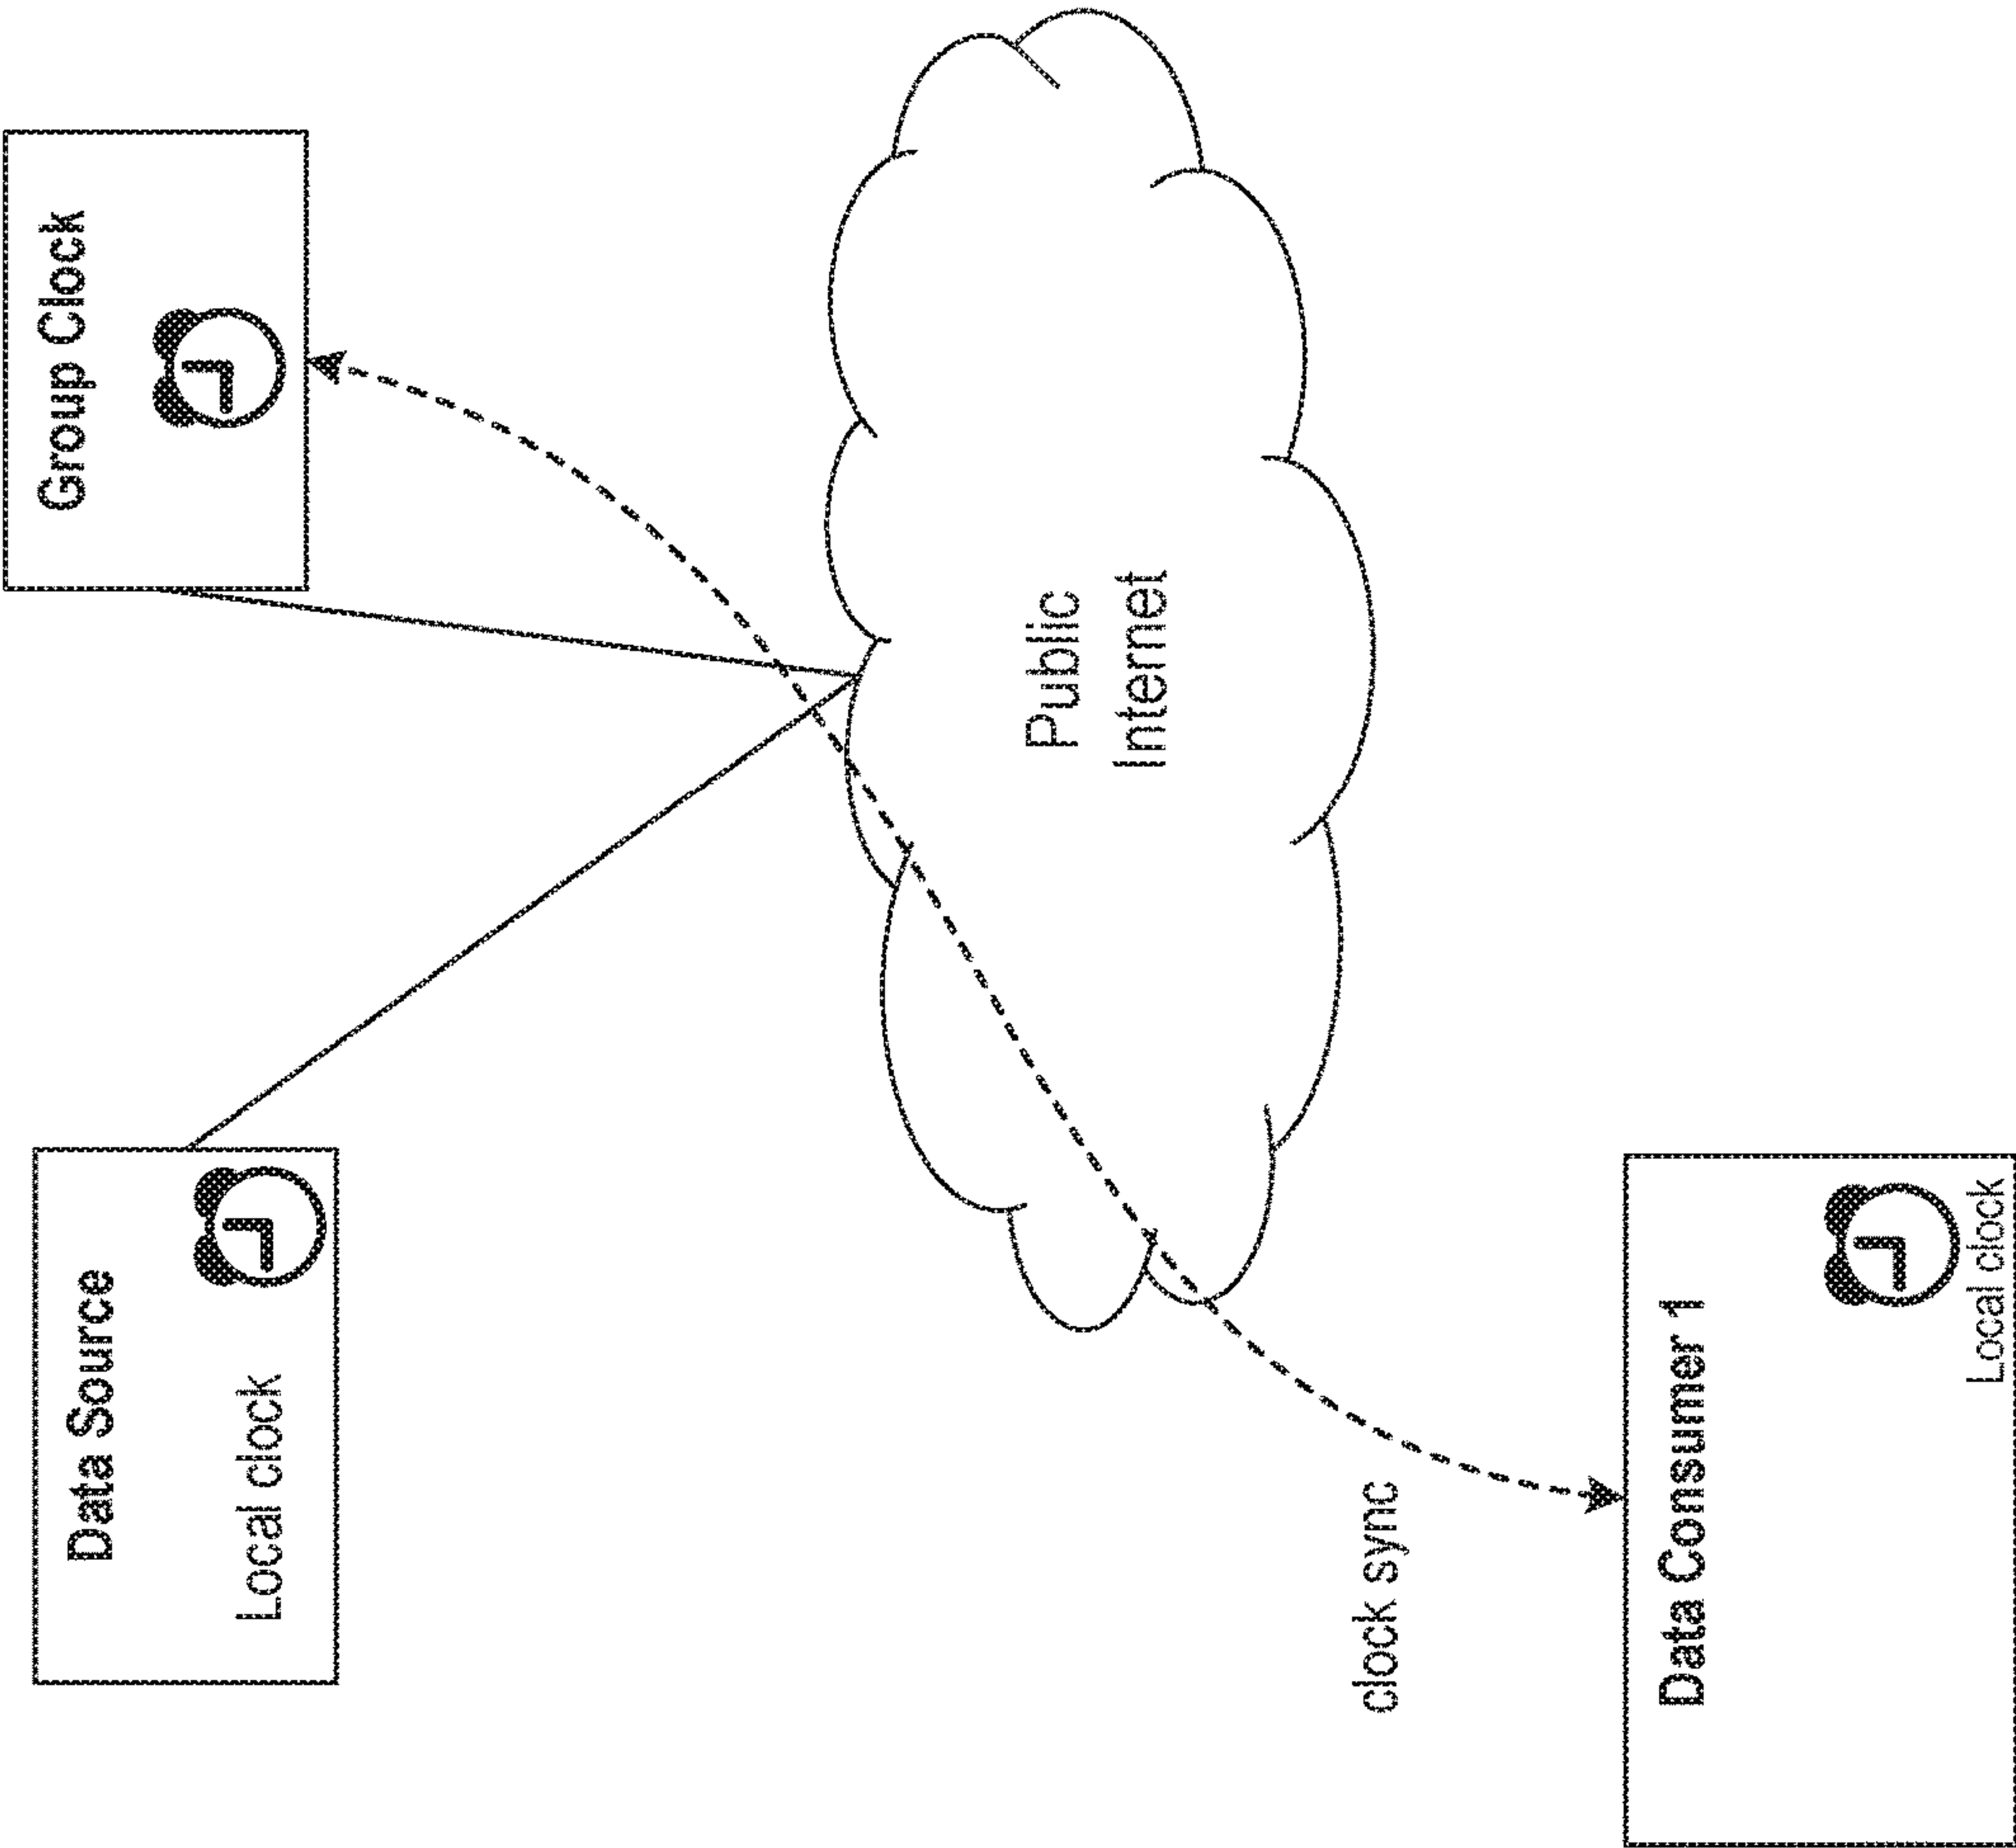 Data Source
Local clock
Group Clock
Public
Internet
clock sync
Data Consumer 1
Local clock